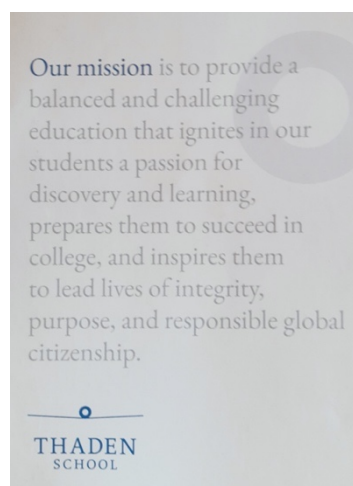 Our mission is to provide a
balanced and challenging
education that ignites in our
students a passion for
discovery and learning,
prepares them to succeed in
college, and inspires them
to lead lives of integrity,
purpose, and responsible global
citizenship.
THADEN
SCHOOL